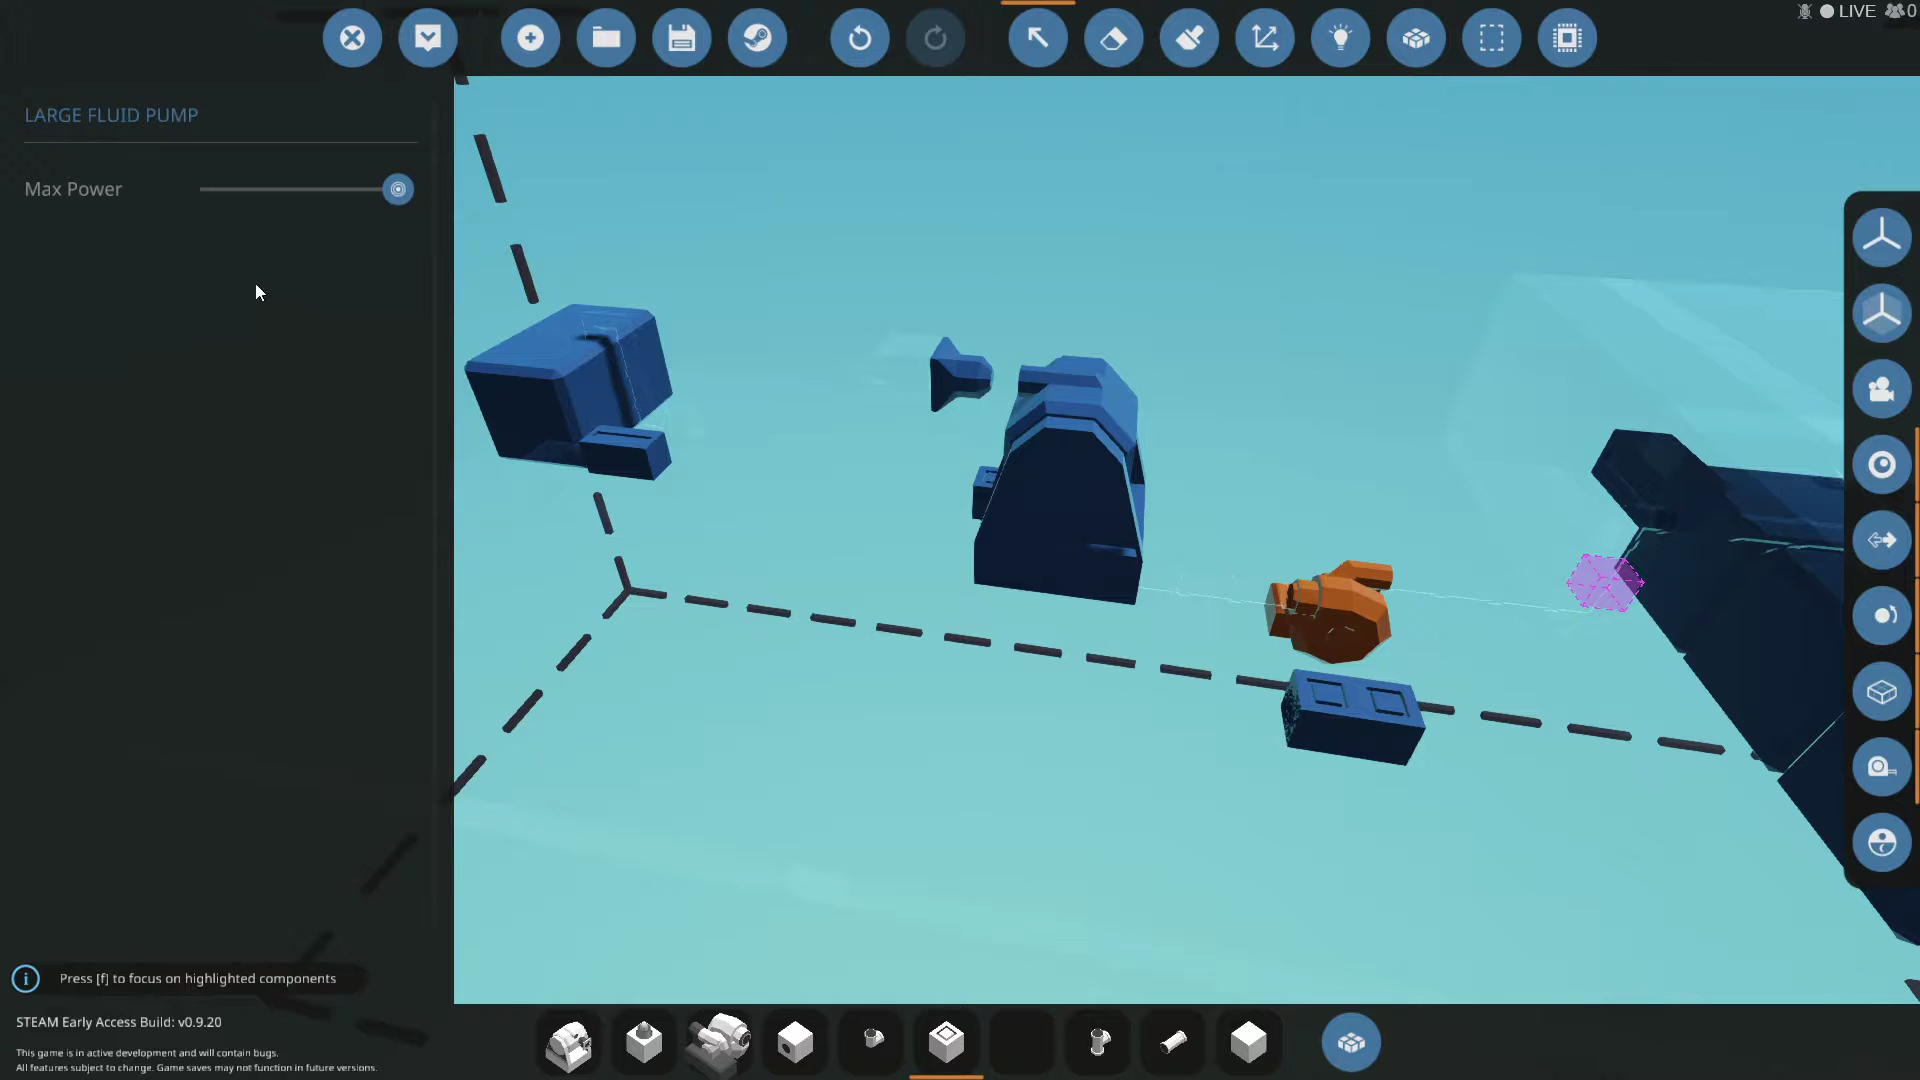 LIVE 0
LARGE FLUID PUMP
Max Power
Press [f] to focus on highlighted components
STEAM Early Access Build: v0.9.20
This game is in active development and will contain bugs.
All features subject to change. Game saves may not function in future versions.